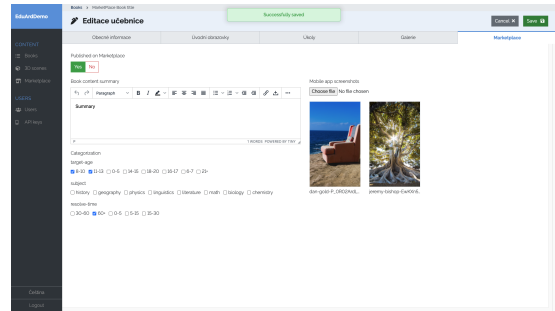 EduArdDemo
Books > MarketPlace Book title
Editace učebnice
Successfully saved
Cancel ×
Save
Obecné informace
Úvodní obrazovky
Úkoly
Galerie
Marketplace
CONTENT
Books
3D scenes
Marketplace
USERS
Users
API keys
Čeština
Logout
Published on Marketplace
Yes No
Book content summary
Paragraph
B I
Summary
P
1 WORDS POWERED BY TINY
Categorization
target-age
8-10 11-13 0-5 14-15 18-20 16-17 6-7 21+
subject
history geography physics linguistics literature math biology chemistry
resolve-time
30-60 60+ 0-5 5-15 15-30
Mobile app screenshots
Choose file No file chosen